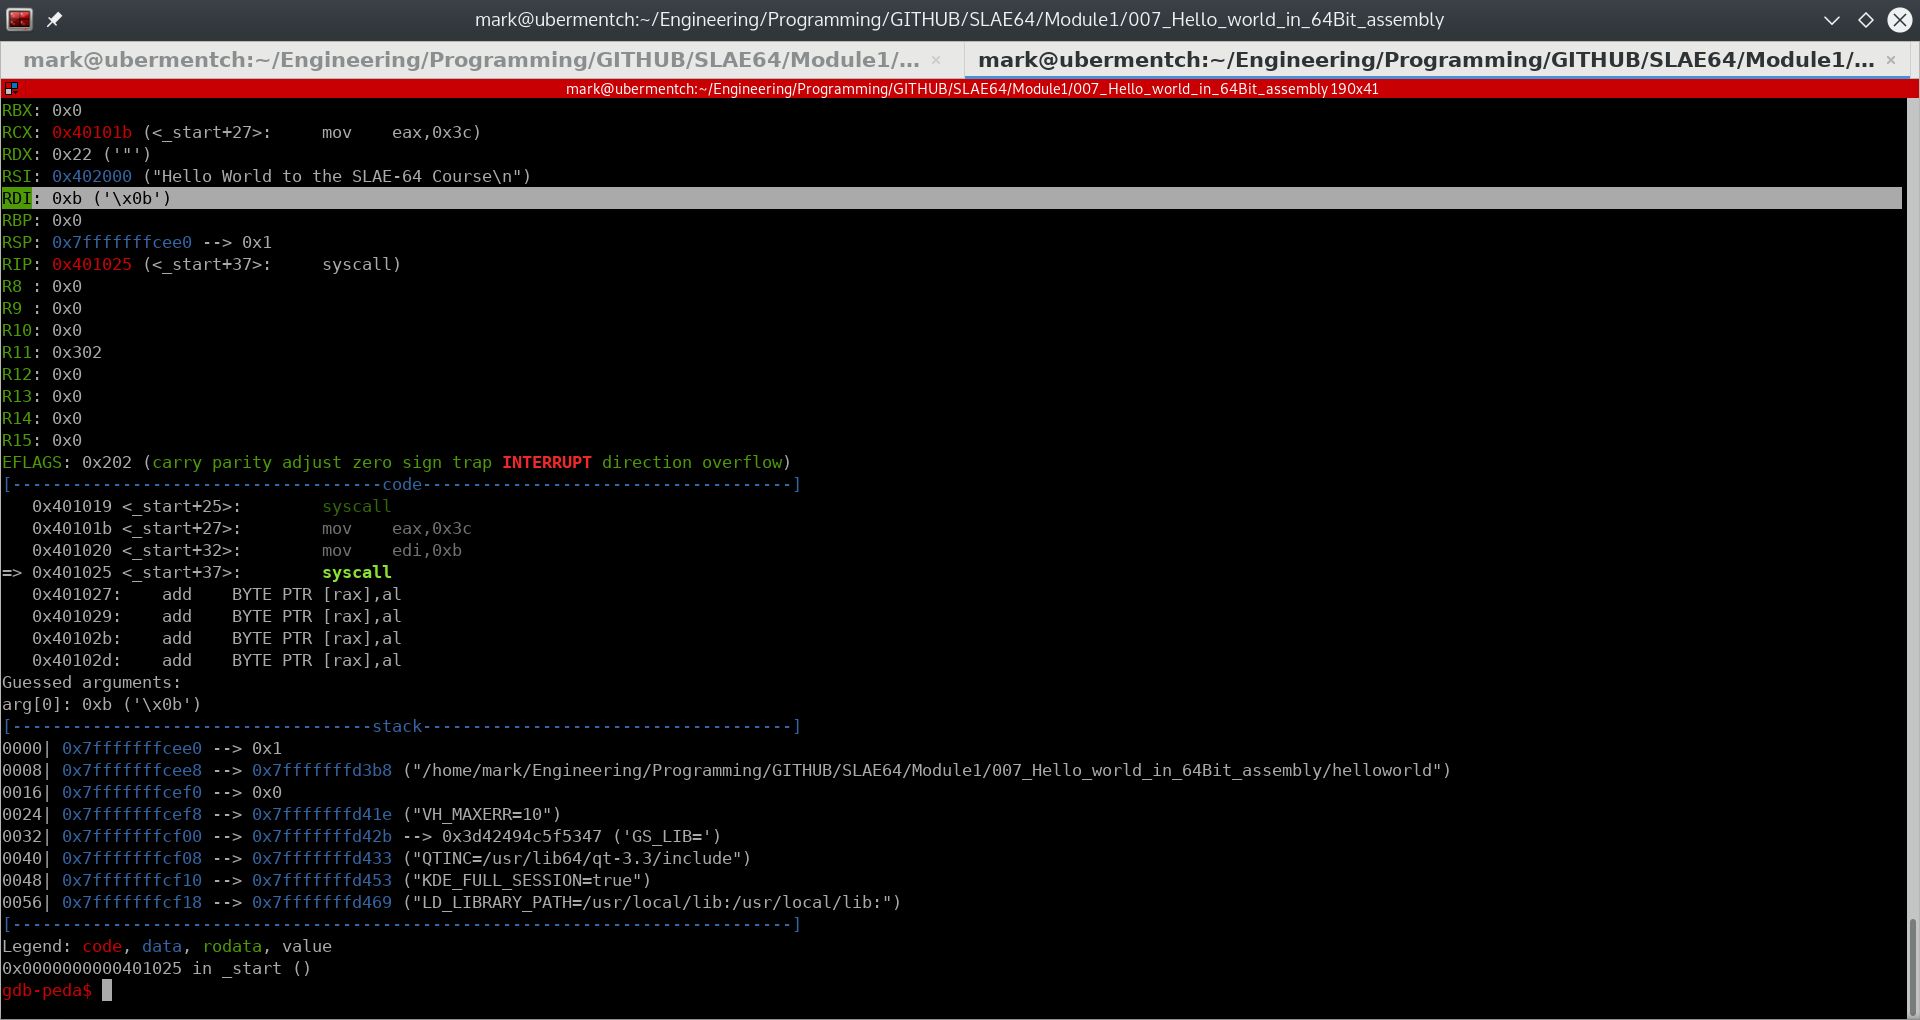 mark@ubermentch:~/Engineering/Programming/GITHUB/SLAE64/Module1/007_Hello_world_in_64Bit_assembly
mark@ubermentch:~/Engineering/Programming/GITHUB/SLAE64/Module1/... × mark@ubermentch:~/Engineering/Programming/GITHUB/SLAE64/Module1/... ×
mark@ubermentch:~/Engineering/Programming/GITHUB/SLAE64/Module1/007_Hello_world_in_64Bit_assembly 190x41
RBX: 0x0
RCX: 0x40101b (<_start+27>:     mov    eax,0x3c)
RDX: 0x22 ('"')
RSI: 0x402000 ("Hello World to the SLAE-64 Course\n")
RDI: 0xb ('\x0b')
RBP: 0x0
RSP: 0x7fffffffcee0 --> 0x1
RIP: 0x401025 (<_start+37>:     syscall)
R8 : 0x0
R9 : 0x0
R10: 0x0
R11: 0x302
R12: 0x0
R13: 0x0
R14: 0x0
R15: 0x0
EFLAGS: 0x202 (carry parity adjust zero sign trap INTERRUPT direction overflow)
[-------------------------------------code-------------------------------------]
   0x401019 <_start+25>:        syscall
   0x40101b <_start+27>:        mov    eax,0x3c
   0x401020 <_start+32>:        mov    edi,0xb
=> 0x401025 <_start+37>:        syscall
   0x401027:    add    BYTE PTR [rax],al
   0x401029:    add    BYTE PTR [rax],al
   0x40102b:    add    BYTE PTR [rax],al
   0x40102d:    add    BYTE PTR [rax],al
Guessed arguments:
arg[0]: 0xb ('\x0b')
[------------------------------------stack-------------------------------------]
0000| 0x7fffffffcee0 --> 0x1
0008| 0x7fffffffcee8 --> 0x7fffffffd3b8 ("/home/mark/Engineering/Programming/GITHUB/SLAE64/Module1/007_Hello_world_in_64Bit_assembly/helloworld")
0016| 0x7fffffffcef0 --> 0x0
0024| 0x7fffffffcef8 --> 0x7fffffffd41e ("VH_MAXERR=10")
0032| 0x7fffffffcf00 --> 0x7fffffffd42b --> 0x3d42494c5f5347 ('GS_LIB=')
0040| 0x7fffffffcf08 --> 0x7fffffffd433 ("QTINC=/usr/lib64/qt-3.3/include")
0048| 0x7fffffffcf10 --> 0x7fffffffd453 ("KDE_FULL_SESSION=true")
0056| 0x7fffffffcf18 --> 0x7fffffffd469 ("LD_LIBRARY_PATH=/usr/local/lib:/usr/local/lib:")
[------------------------------------------------------------------------------]
Legend: code, data, rodata, value
0x0000000000401025 in _start ()
gdb-peda$